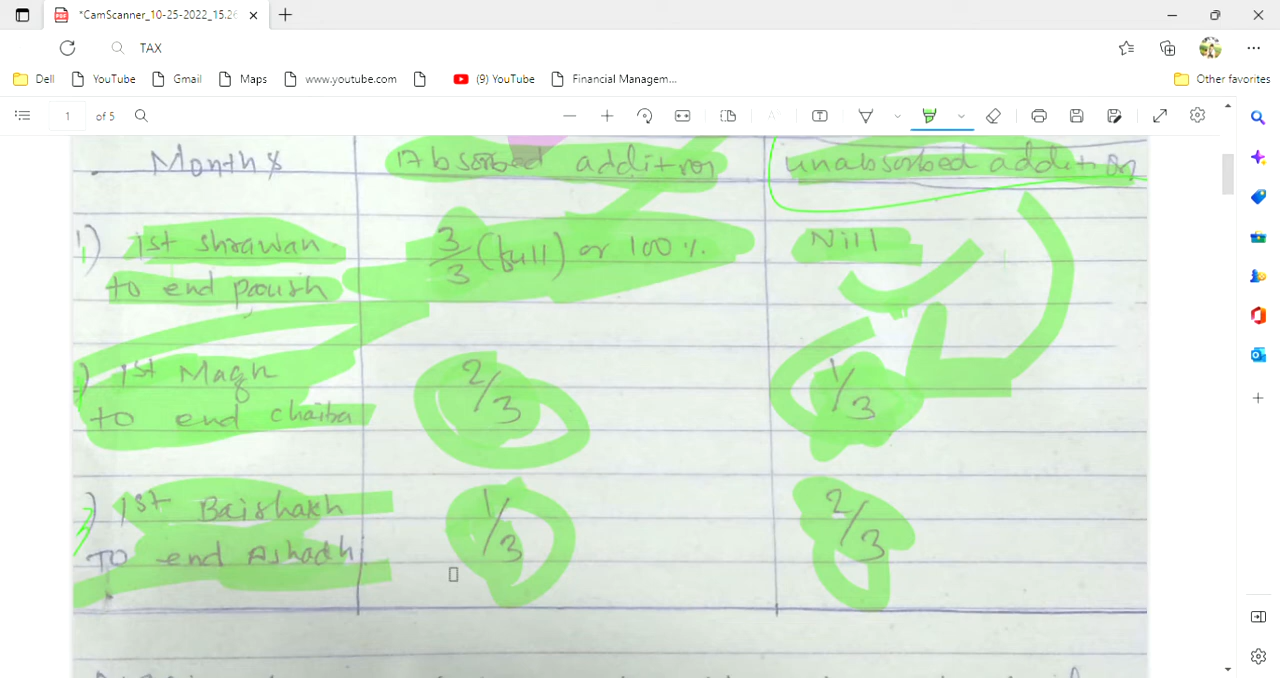 *CamScanner_10-25-2022_15.26
TAX
Dell YouTube Gmail Maps www.youtube.com (9) YouTube Financial Managem... Other favorites
1 of 5
Months Absorbed addition unabsorbed addition
1) 1st Shrawan 3/3 (full) or 100 %. Nill
to end poush
) 1st Magh 2/3 1/3
to end chaitra
) 1st Baishakh 1/3 2/3
To end Ashadh